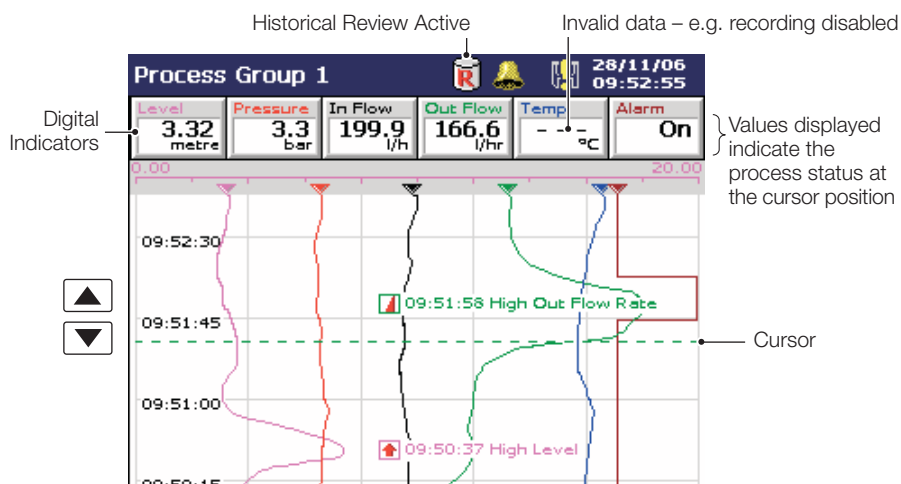 Historical Review Active
Invalid data – e.g. recording disabled
Process Group 1
R
28/11/06
09:52:55
Digital
Indicators
Level
3.32
metre
Pressure
3.3
bar
In Flow
199.9
l/h
Out Flow
166.6
l/hr
Temp
- - -
°C
Alarm
On
Values displayed
indicate the
process status at
the cursor position
0.00
20.00
09:52:30
09:51:58 High Out Flow Rate
09:51:45
Cursor
09:51:00
09:50:37 High Level
09:50:15